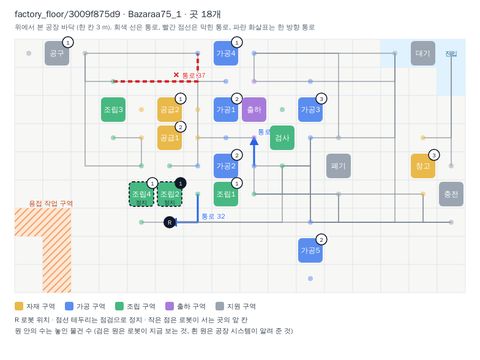 factory_floor/3009f875d9 · Bazaraa75_1 · 곳 18개
위에서 본 공장 바닥 (한 칸 3 m). 회색 선은 통로, 빨간 점선은 막힌 통로, 파란 화살표는 한 방향 통로
공구 1
가공4 1
대기
진입
✕ 통로 37
조립3
공급2 1
가공1 2
출하
가공3 3
공급1 2
통로
검사
가공2 2
폐기
창고 3
조립4 1
조립2 1
조립1 1
충전
용접 작업 구역
R
통로 32
가공5 2
자재 구역 가공 구역 조립 구역 출하 구역 지원 구역
R 로봇 위치 · 점선 테두리는 점검으로 정지 · 작은 점은 로봇이 서는 곳의 앞 칸
원 안의 수는 놓인 물건 수 (검은 원은 로봇이 지금 보는 것, 흰 원은 공장 시스템이 알려 준 것)